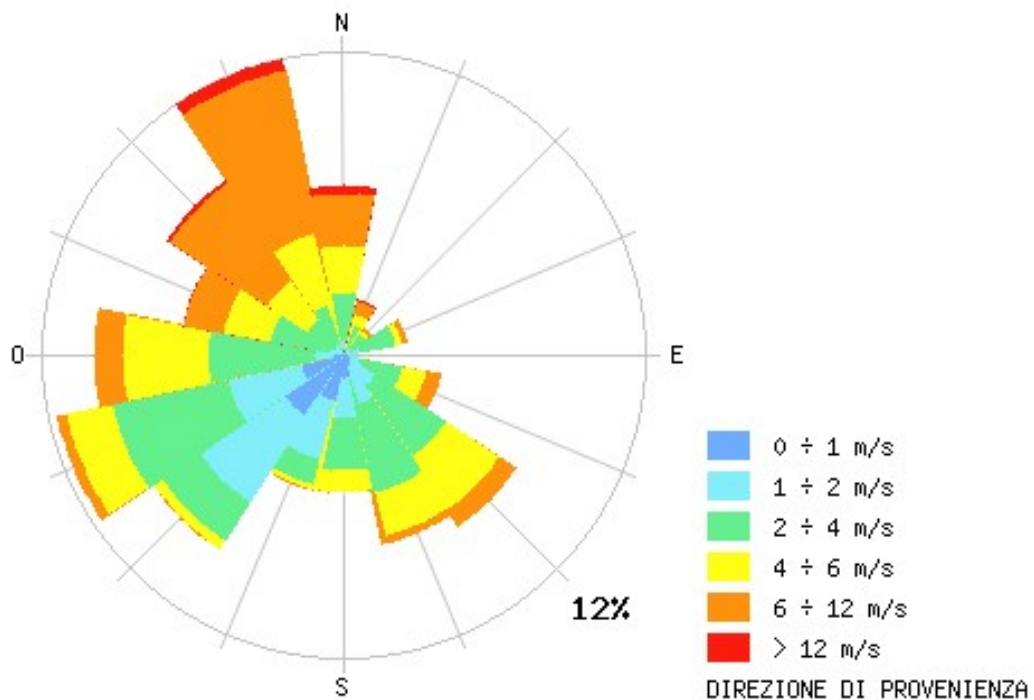 N
O
E
S
12%
0 ÷ 1 m/s
1 ÷ 2 m/s
2 ÷ 4 m/s
4 ÷ 6 m/s
6 ÷ 12 m/s
> 12 m/s
DIREZIONE DI PROVENIENZA